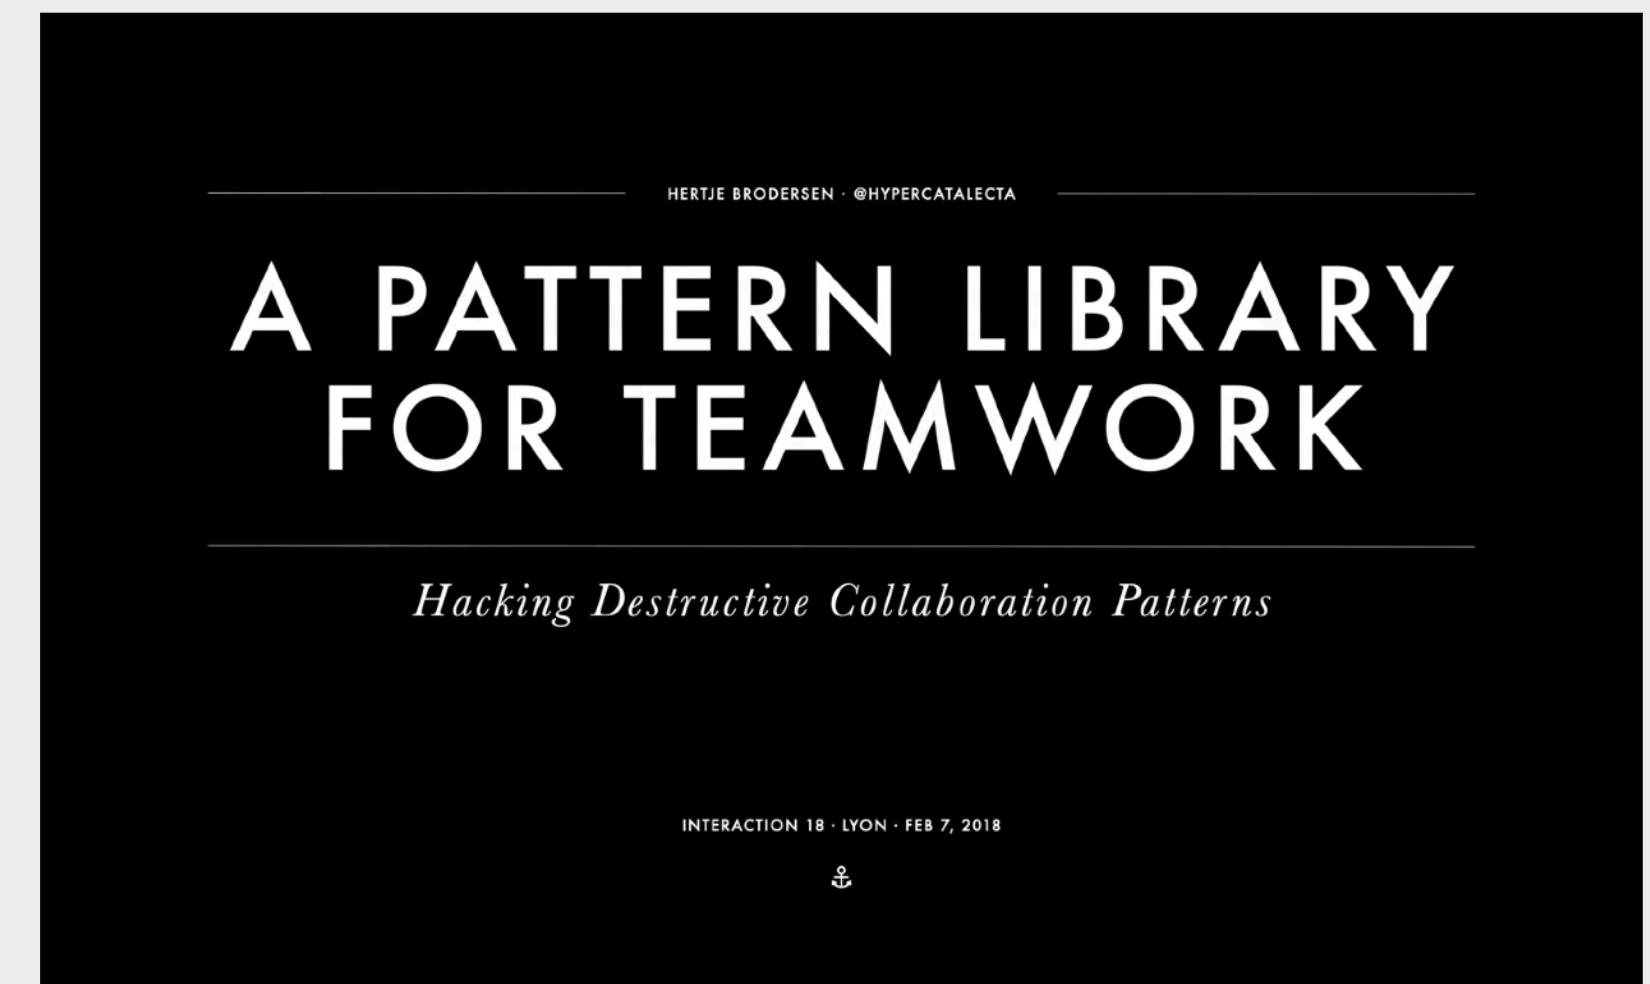 HERTJE BRODERSEN · @HYPERCATALECTA
A PATTERN LIBRARY
FOR TEAMWORK
Hacking Destructive Collaboration Patterns
INTERACTION 18 · LYON · FEB 7, 2018